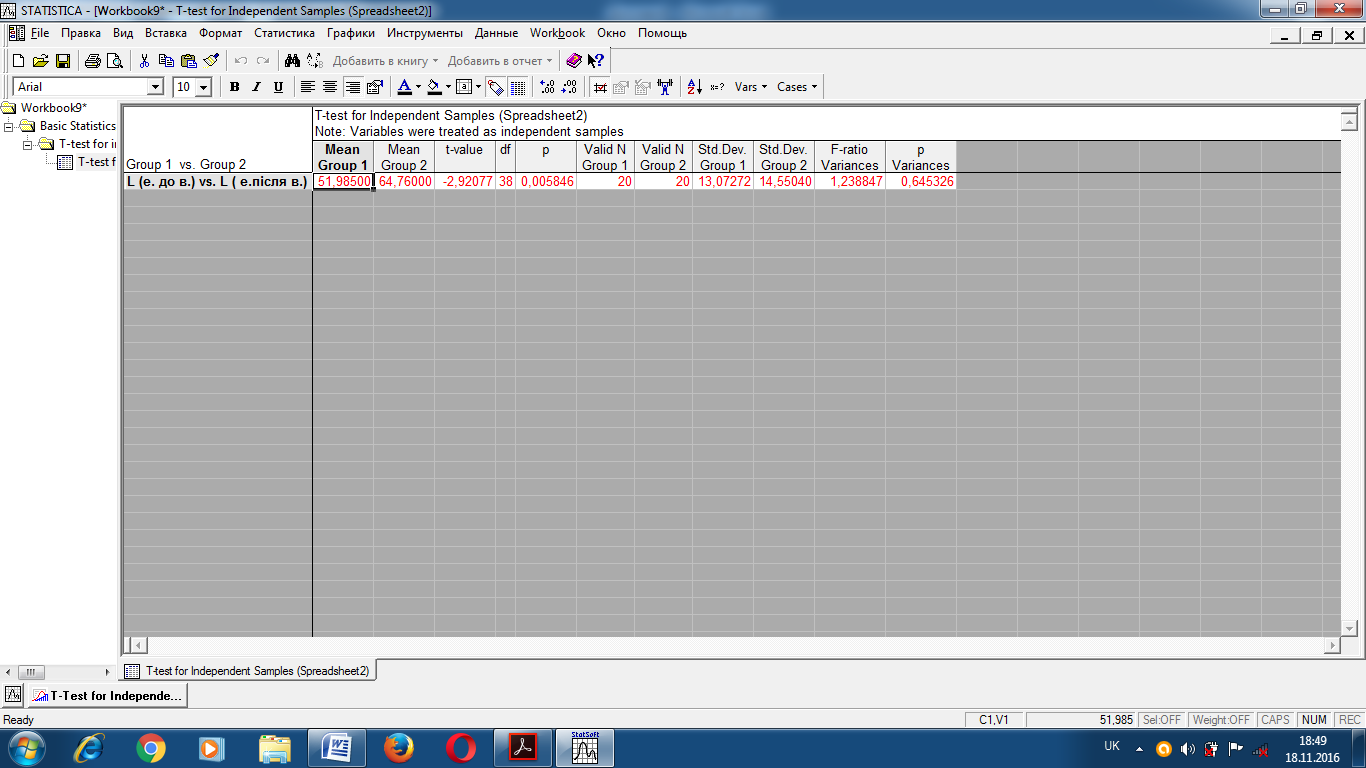 STATISTICA - [Workbook9* - T-test for Independent Samples (Spreadsheet2)]
File Правка Вид Вставка Формат Статистика Графики Инструменты Данные Workbook Окно Помощь
Добавить в книгу Добавить в отчет
Arial 10 B I U Vars Cases
Workbook9*
Basic Statistics
T-test for i
T-test f
T-test for Independent Samples (Spreadsheet2)
Note: Variables were treated as independent samples
Group 1 vs. Group 2
Mean Group 1
Mean Group 2
t-value
df
p
Valid N Group 1
Valid N Group 2
Std.Dev. Group 1
Std.Dev. Group 2
F-ratio Variances
p Variances
L (е. до в.) vs. L ( е.після в.) 51,98500 64,76000 -2,92077 38 0,005846 20 20 13,07272 14,55040 1,238847 0,645326
T-test for Independent Samples (Spreadsheet2)
T-Test for Independe...
Ready C1,V1 51,985 Sel:OFF Weight:OFF CAPS NUM REC
StatSoft
UK 18:49
18.11.2016